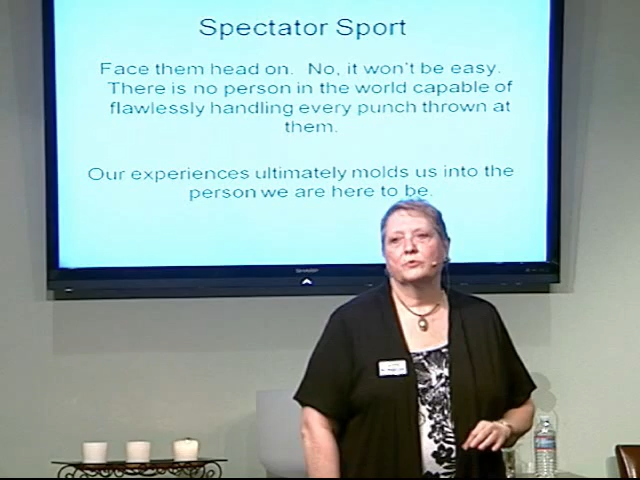 Spectator Sport
Face them head on. No, it won't be easy.
There is no person in the world capable of
flawlessly handling every punch thrown at
them.
Our experiences ultimately molds us into the
person we are here to be.
SHARP